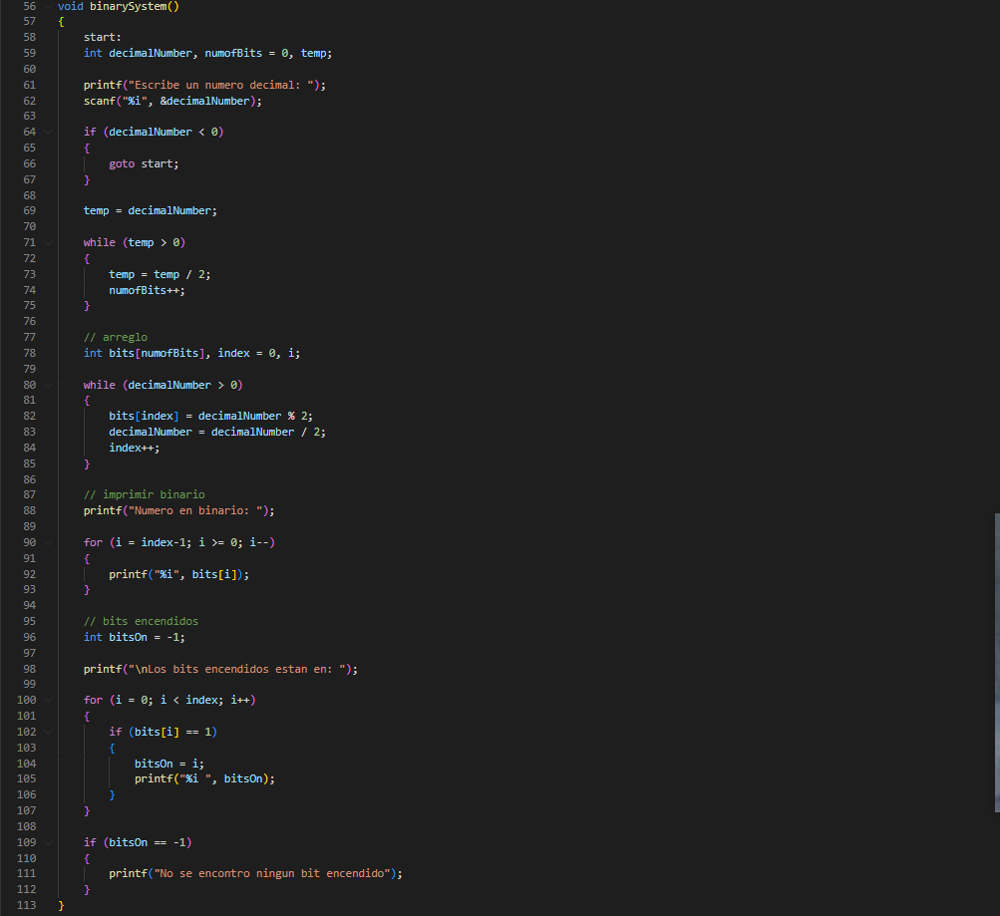 56 void binarySystem()
57 {
58     start:
59     int decimalNumber, numofBits = 0, temp;
60
61     printf("Escribe un numero decimal: ");
62     scanf("%i", &decimalNumber);
63
64     if (decimalNumber < 0)
65     {
66         goto start;
67     }
68
69     temp = decimalNumber;
70
71     while (temp > 0)
72     {
73         temp = temp / 2;
74         numofBits++;
75     }
76
77     // arreglo
78     int bits[numofBits], index = 0, i;
79
80     while (decimalNumber > 0)
81     {
82         bits[index] = decimalNumber % 2;
83         decimalNumber = decimalNumber / 2;
84         index++;
85     }
86
87     // imprimir binario
88     printf("Numero en binario: ");
89
90     for (i = index-1; i >= 0; i--)
91     {
92         printf("%i", bits[i]);
93     }
94
95     // bits encendidos
96     int bitsOn = -1;
97
98     printf("\nLos bits encendidos estan en: ");
99
100     for (i = 0; i < index; i++)
101     {
102         if (bits[i] == 1)
103         {
104             bitsOn = i;
105             printf("%i ", bitsOn);
106         }
107     }
108
109     if (bitsOn == -1)
110     {
111         printf("No se encontro ningun bit encendido");
112     }
113 }